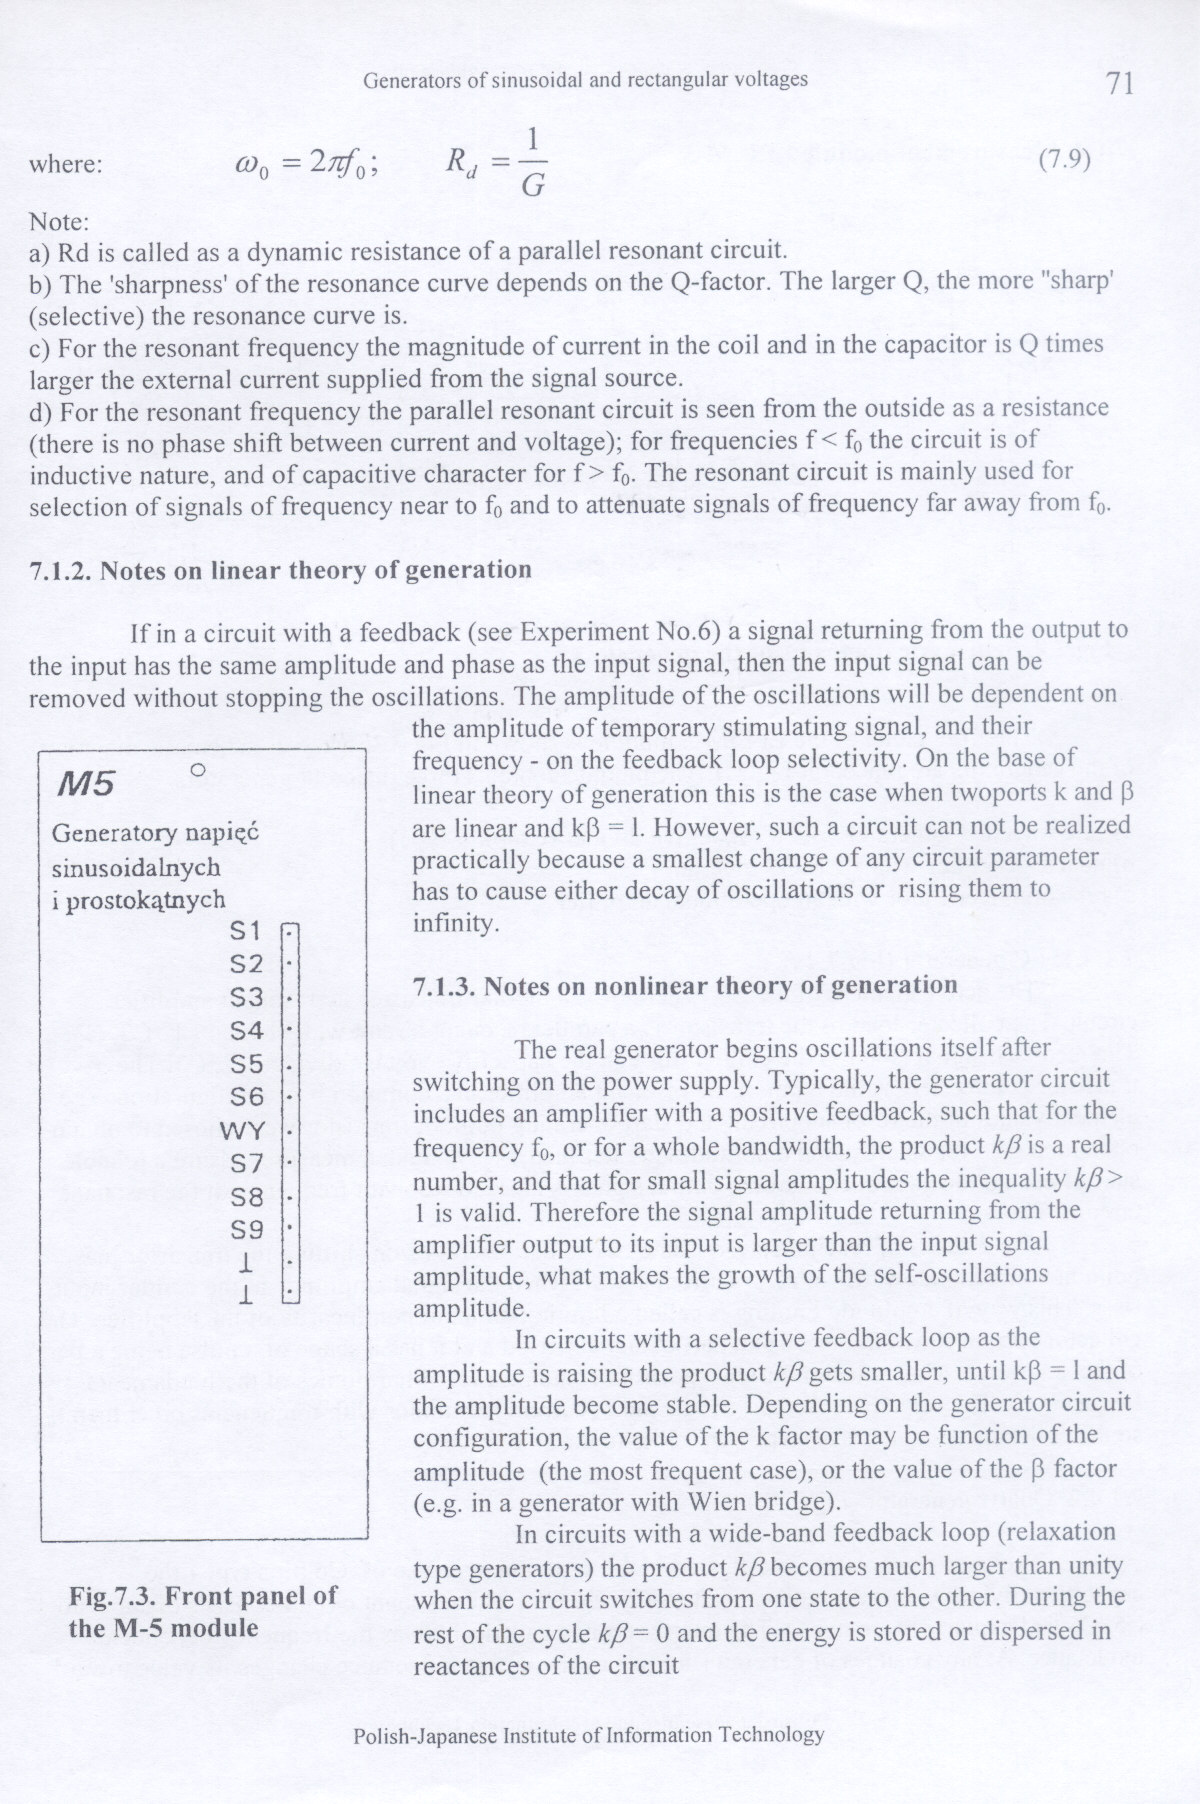 Generators of sinusoidal and rectangular voltages
71
where: ω₀ = 2πf₀; R_d = 1/G (7.9)
Note:
a) Rd is called as a dynamic resistance of a parallel resonant circuit.
b) The 'sharpness' of the resonance curve depends on the Q-factor. The larger Q, the more "sharp'
(selective) the resonance curve is.
c) For the resonant frequency the magnitude of current in the coil and in the capacitor is Q times
larger the external current supplied from the signal source.
d) For the resonant frequency the parallel resonant circuit is seen from the outside as a resistance
(there is no phase shift between current and voltage); for frequencies f < f₀ the circuit is of
inductive nature, and of capacitive character for f > f₀. The resonant circuit is mainly used for
selection of signals of frequency near to f₀ and to attenuate signals of frequency far away from f₀.
7.1.2. Notes on linear theory of generation
If in a circuit with a feedback (see Experiment No.6) a signal returning from the output to
the input has the same amplitude and phase as the input signal, then the input signal can be
removed without stopping the oscillations. The amplitude of the oscillations will be dependent on
the amplitude of temporary stimulating signal, and their
frequency - on the feedback loop selectivity. On the base of
linear theory of generation this is the case when twoports k and β
are linear and kβ = l. However, such a circuit can not be realized
practically because a smallest change of any circuit parameter
has to cause either decay of oscillations or rising them to
infinity.
7.1.3. Notes on nonlinear theory of generation
The real generator begins oscillations itself after
switching on the power supply. Typically, the generator circuit
includes an amplifier with a positive feedback, such that for the
frequency f₀, or for a whole bandwidth, the product kβ is a real
number, and that for small signal amplitudes the inequality kβ >
1 is valid. Therefore the signal amplitude returning from the
amplifier output to its input is larger than the input signal
amplitude, what makes the growth of the self-oscillations
amplitude.
In circuits with a selective feedback loop as the
amplitude is raising the product kβ gets smaller, until kβ = l and
the amplitude become stable. Depending on the generator circuit
configuration, the value of the k factor may be function of the
amplitude (the most frequent case), or the value of the β factor
(e.g. in a generator with Wien bridge).
In circuits with a wide-band feedback loop (relaxation
type generators) the product kβ becomes much larger than unity
when the circuit switches from one state to the other. During the
rest of the cycle kβ = 0 and the energy is stored or dispersed in
reactances of the circuit
M5
Generatory napięć
sinusoidalnych
i prostokątnych
S1
S2
S3
S4
S5
S6
WY
S7
S8
S9
⊥
⊥
Fig.7.3. Front panel of
the M-5 module
Polish-Japanese Institute of Information Technology